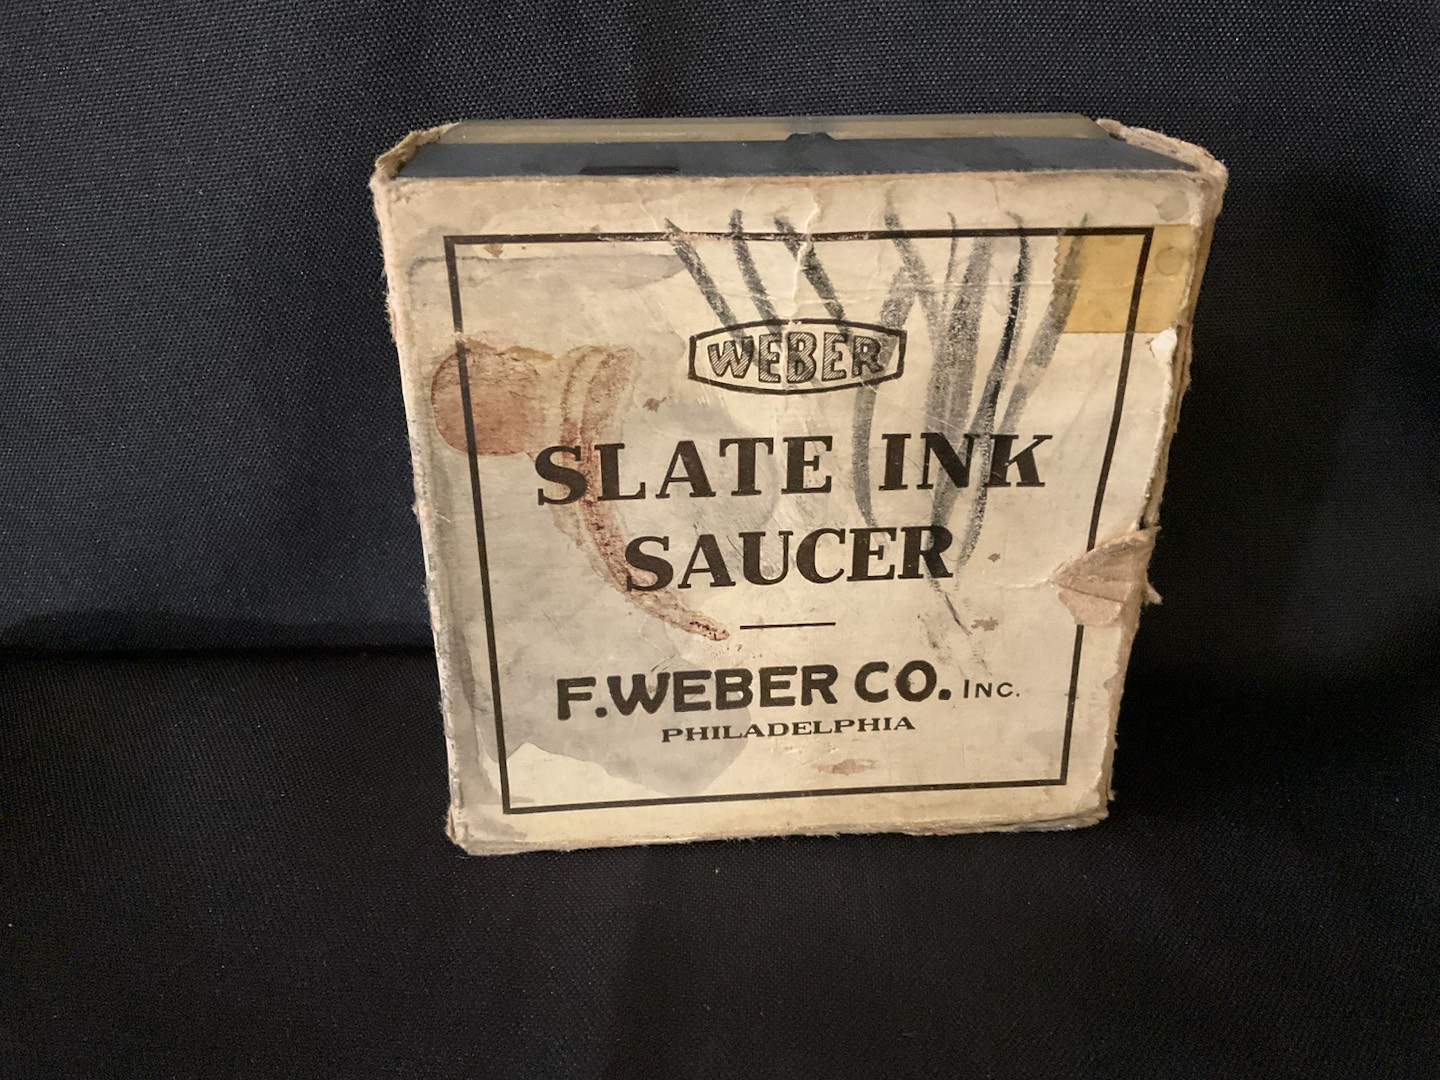 WEBER
SLATE INK
SAUCER
F. WEBER CO. INC.
PHILADELPHIA